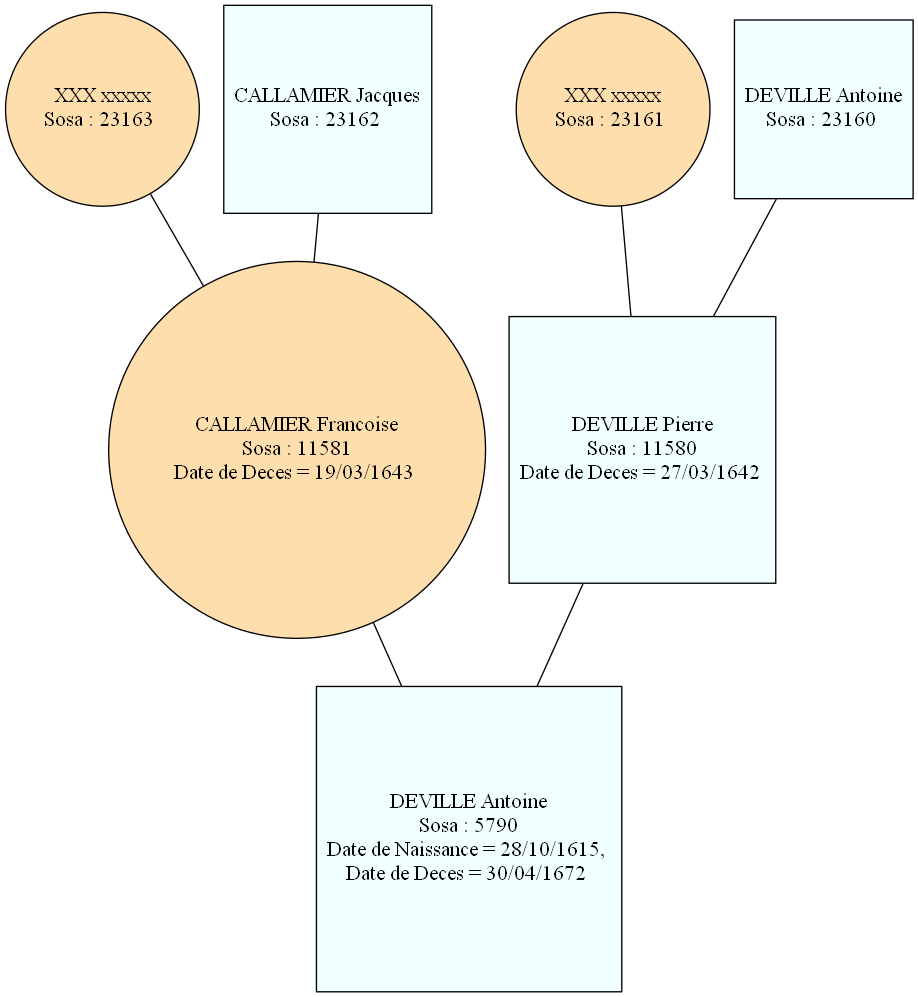 XXX xxxxx
Sosa : 23163
CALLAMIER Jacques
Sosa : 23162
XXX xxxxx
Sosa : 23161
DEVILLE Antoine
Sosa : 23160
CALLAMIER Francoise
Sosa : 11581
Date de Deces = 19/03/1643
DEVILLE Pierre
Sosa : 11580
Date de Deces = 27/03/1642
DEVILLE Antoine
Sosa : 5790
Date de Naissance = 28/10/1615,
Date de Deces = 30/04/1672